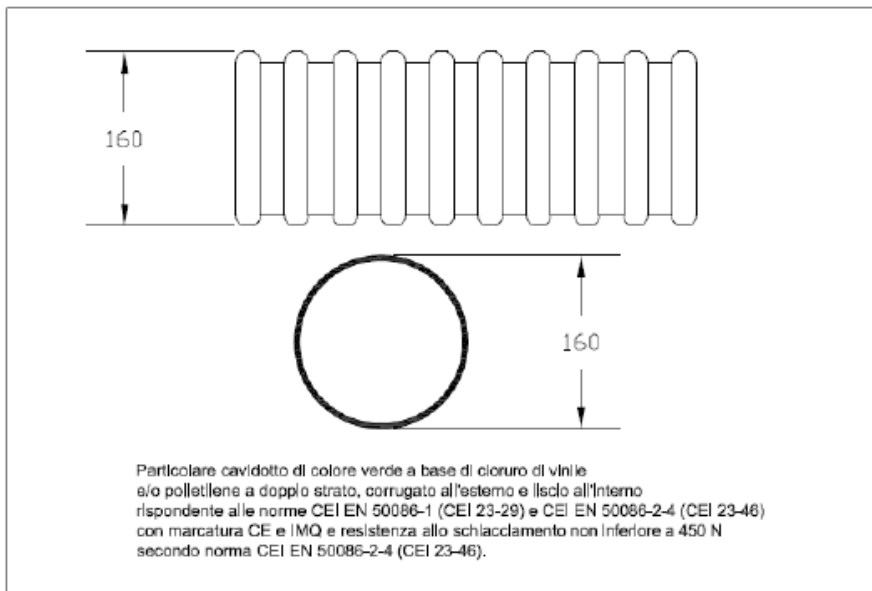 160
160
Particolare cavidotto di colore verde a base di cloruro di vinile
e/o polietilene a doppio strato, corrugato all'esterno e liscio all'interno
rispondente alle norme CEI EN 50086-1 (CEI 23-29) e CEI EN 50086-2-4 (CEI 23-46)
con marcatura CE e IMQ e resistenza allo schiacciamento non inferiore a 450 N
secondo norma CEI EN 50086-2-4 (CEI 23-46).